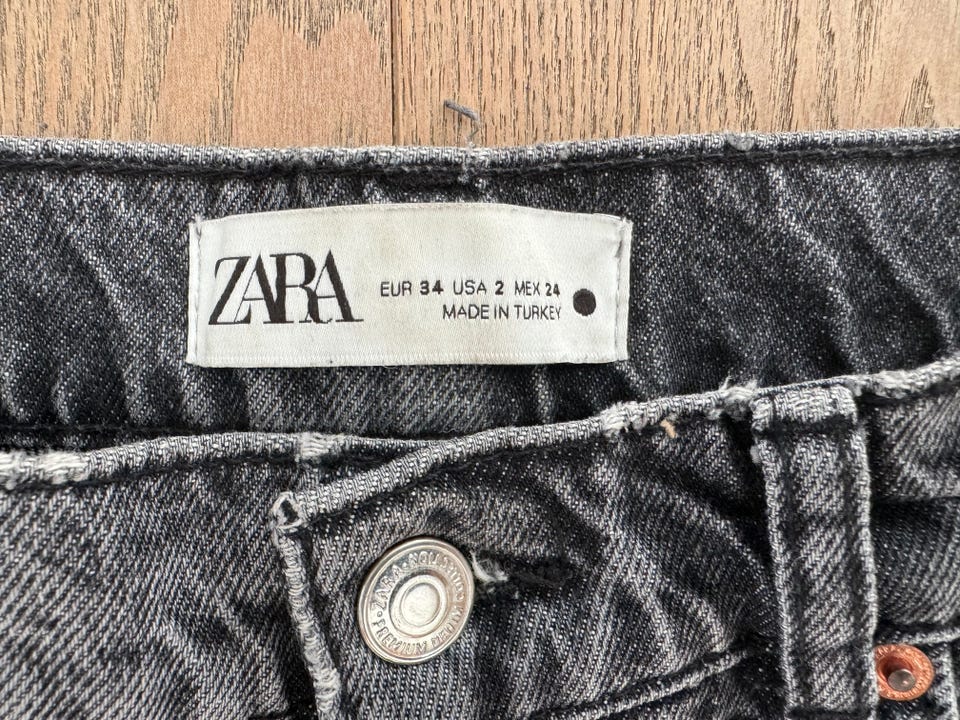 ZARA
EUR 34 USA 2 MEX 24
MADE IN TURKEY
ZARA
PREMIUM DENIM